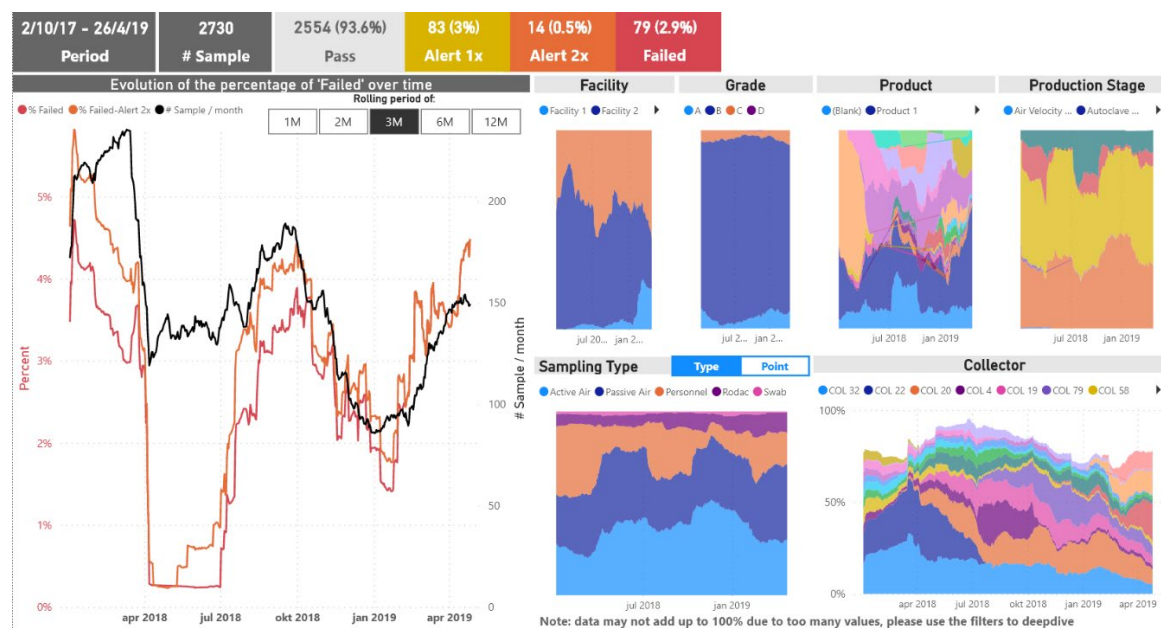 2/10/17 - 26/4/19
Period
2730
# Sample
2554 (93.6%)
Pass
83 (3%)
Alert 1x
14 (0.5%)
Alert 2x
79 (2.9%)
Failed
Evolution of the percentage of 'Failed' over time
% Failed % Failed-Alert 2x # Sample / month
Rolling period of:
1M 2M 3M 6M 12M
Percent
5%
4%
3%
2%
1%
0%
# Sample / month
200
150
100
50
0
apr 2018 jul 2018 okt 2018 jan 2019 apr 2019
Facility
Facility 1 Facility 2
jul 20... jan 2...
Grade
A B C D
jul 2... jan 2...
Product
(Blank) Product 1
jul 2018 jan 2019
Production Stage
Air Velocity ... Autoclave ...
jul 2018 jan 2019
Sampling Type
Type Point
Active Air Passive Air Personnel Rodac Swab
jul 2018 jan 2019
Collector
COL 32 COL 22 COL 20 COL 4 COL 19 COL 79 COL 58
100%
50%
0%
apr 2018 jul 2018 okt 2018 jan 2019 apr 2019
Note: data may not add up to 100% due to too many values, please use the filters to deepdive